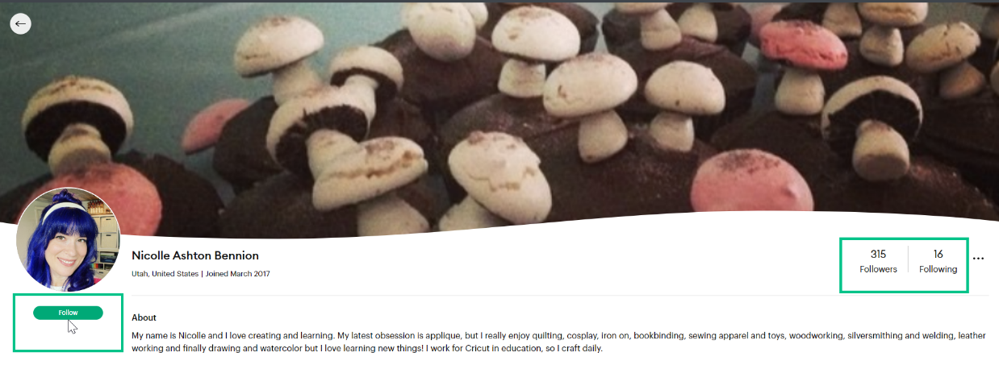 Nicolle Ashton Bennion
Utah, United States | Joined March 2017
315
Followers
16
Following
...
Follow
About
My name is Nicolle and I love creating and learning. My latest obsession is applique, but I really enjoy quilting, cosplay, iron on, bookbinding, sewing apparel and toys, woodworking, silversmithing and welding, leather
working and finally drawing and watercolor but I love learning new things! I work for Cricut in education, so I craft daily.